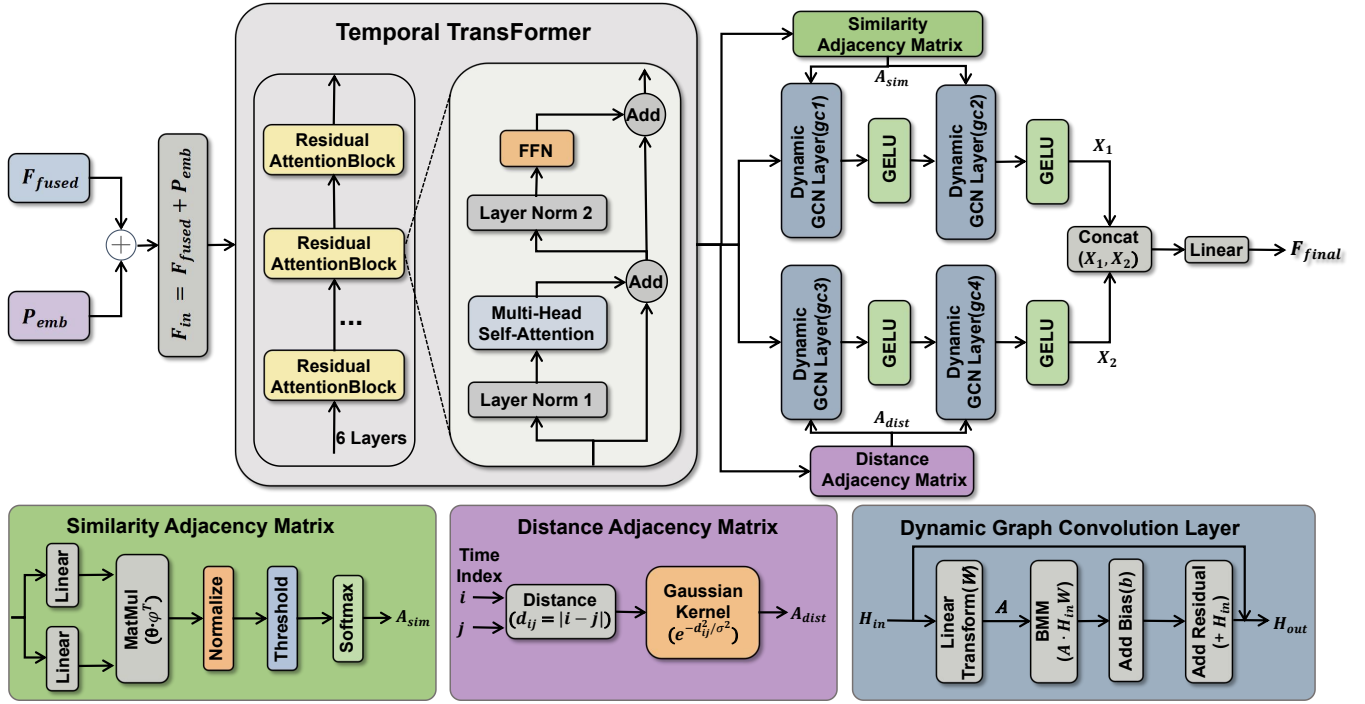 Temporal TransFormer
F_fused
P_emb
F_in = F_fused + P_emb
Residual
AttentionBlock
Residual
AttentionBlock
...
Residual
AttentionBlock
6 Layers
Add
FFN
Layer Norm 2
Add
Multi-Head
Self-Attention
Layer Norm 1
Similarity
Adjacency Matrix
A_sim
Dynamic
GCN Layer(gc1)
GELU
Dynamic
GCN Layer(gc2)
GELU
X_1
Dynamic
GCN Layer(gc3)
GELU
Dynamic
GCN Layer(gc4)
GELU
X_2
Concat
(X_1, X_2)
Linear
F_final
A_dist
Distance
Adjacency Matrix
Similarity Adjacency Matrix
Linear
Linear
MatMul
(θ·φ^T)
Normalize
Threshold
Softmax
A_sim
Distance Adjacency Matrix
Time
Index
i
j
Distance
(d_ij = |i − j|)
Gaussian
Kernel
(e^{−d_ij^2/σ^2})
A_dist
Dynamic Graph Convolution Layer
H_in
Linear
Transform(W)
A
BMM
(A · H_in W)
Add Bias(b)
Add Residual
(+ H_in)
H_out